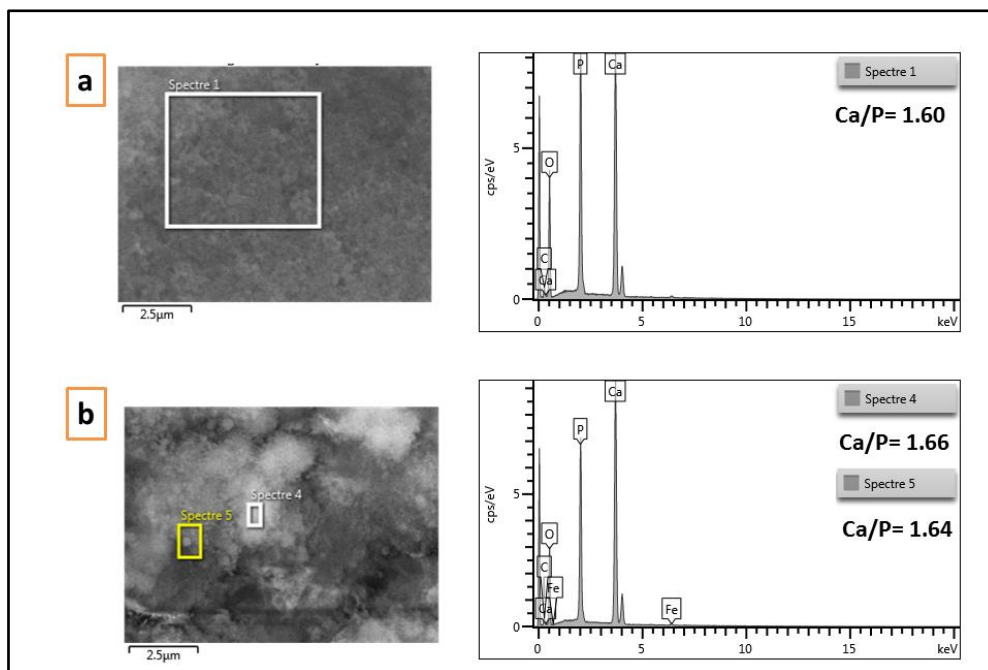 a
Spectre 1
2.5µm
P
Ca
O
C
Ca
5
0
cps/eV
0
5
10
15
keV
Spectre 1
Ca/P= 1.60
b
Spectre 4
Spectre 5
2.5µm
Ca
P
O
C
Fe
Ca
Fe
5
0
cps/eV
0
5
10
15
keV
Spectre 4
Ca/P= 1.66
Spectre 5
Ca/P= 1.64